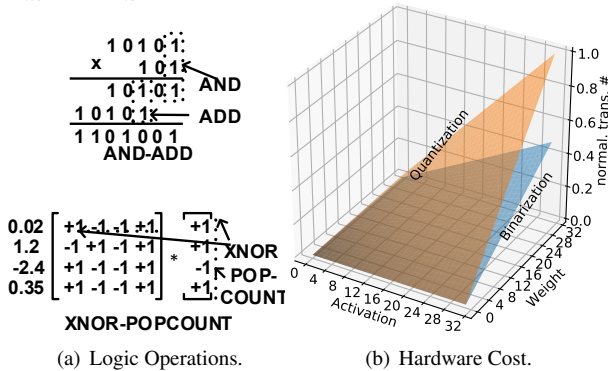 1 0 1 0 1
x 1 0 1
AND
1 0 1 0 1
1 0 1 0 1
ADD
1 1 0 1 0 0 1
AND-ADD
0.02 +1 -1 -1 +1 +1
1.2 -1 +1 -1 +1 * +1
-2.4 +1 -1 -1 +1 -1
0.35 +1 -1 -1 +1 +1
XNOR
POP-
COUNT
XNOR-POPCOUNT
(a) Logic Operations.
Quantization
Binarization
1.0
0.8
0.6
0.4
0.2
0.0
normal. trans. #
0 4 8 12 16 20 24 28 32
Activation
0 4 8 12 16 20 24 28 32
Weight
(b) Hardware Cost.